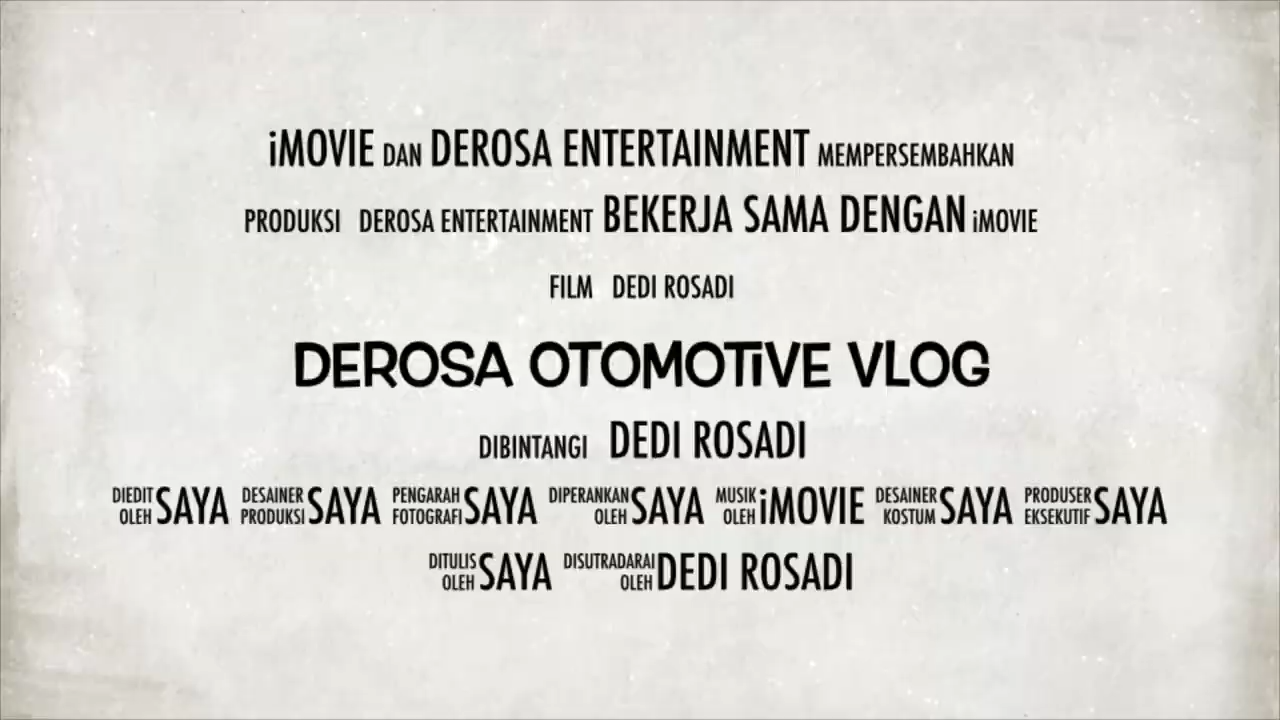 iMOVIE DAN DEROSA ENTERTAINMENT MEMPERSEMBAHKAN
PRODUKSI DEROSA ENTERTAINMENT BEKERJA SAMA DENGAN iMOVIE
FILM DEDI ROSADI
DEROSA OTOMOTiVE VLOG
DIBINTANGI DEDI ROSADI
DIEDIT OLEH SAYA DESAINER PRODUKSI SAYA PENGARAH FOTOGRAFI SAYA DIPERANKAN OLEH SAYA MUSIK OLEH iMOVIE DESAINER KOSTUM SAYA PRODUSER EKSEKUTIF SAYA
DITULIS OLEH SAYA DISUTRADARAI OLEH DEDI ROSADI